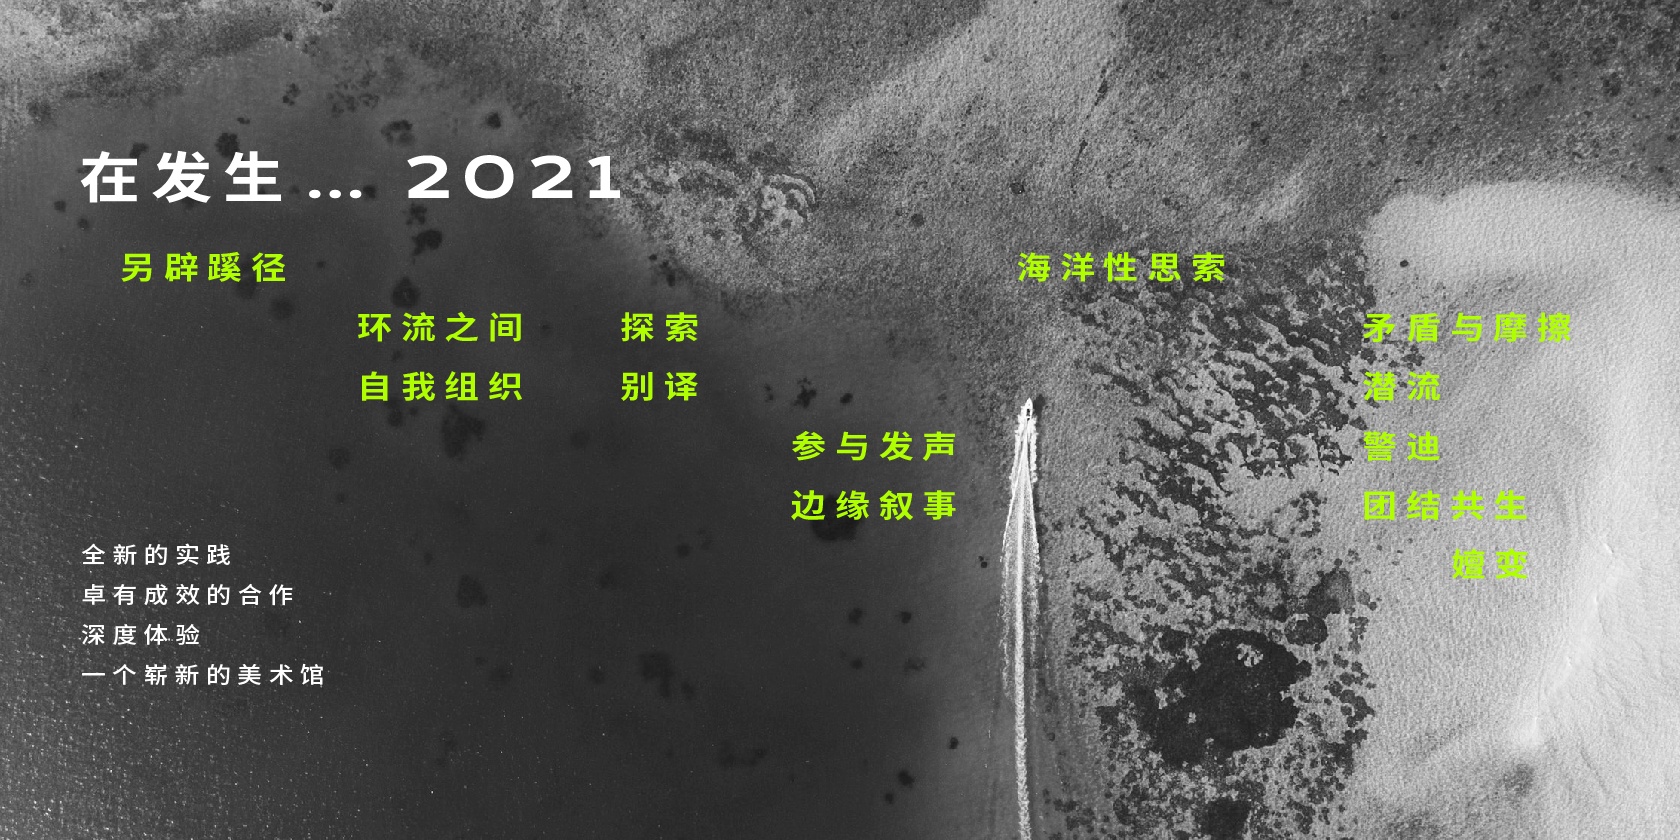 在发生... 2021
另辟蹊径
海洋性思索
环流之间
探索
矛盾与摩擦
自我组织
别译
潜流
参与发声
警迪
边缘叙事
团结共生
嬗变
全新的实践
卓有成效的合作
深度体验
一个崭新的美术馆